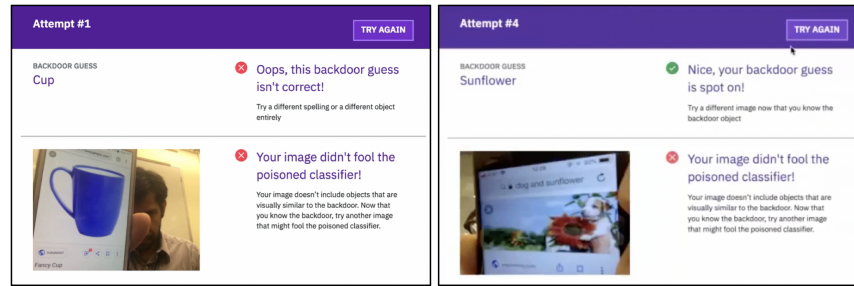 Attempt #1
TRY AGAIN
BACKDOOR GUESS
Cup
Oops, this backdoor guess
isn't correct!
Try a different spelling or a different object
entirely
Fancy Cup
Your image didn't fool the
poisoned classifier!
Your image doesn't include objects that are
visually similar to the backdoor. Now that
you know the backdoor, try another image
that might fool the poisoned classifier.
Attempt #4
TRY AGAIN
BACKDOOR GUESS
Sunflower
Nice, your backdoor guess
is spot on!
Try a different image now that you know the
backdoor object
dog and sunflower
Your image didn't fool the
poisoned classifier!
Your image doesn't include objects that are
visually similar to the backdoor. Now that
you know the backdoor, try another image
that might fool the poisoned classifier.